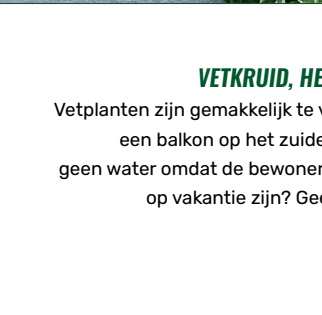 VETKRUID, HE
Vetplanten zijn gemakkelijk te
een balkon op het zuide
geen water omdat de bewoner
op vakantie zijn? Gee